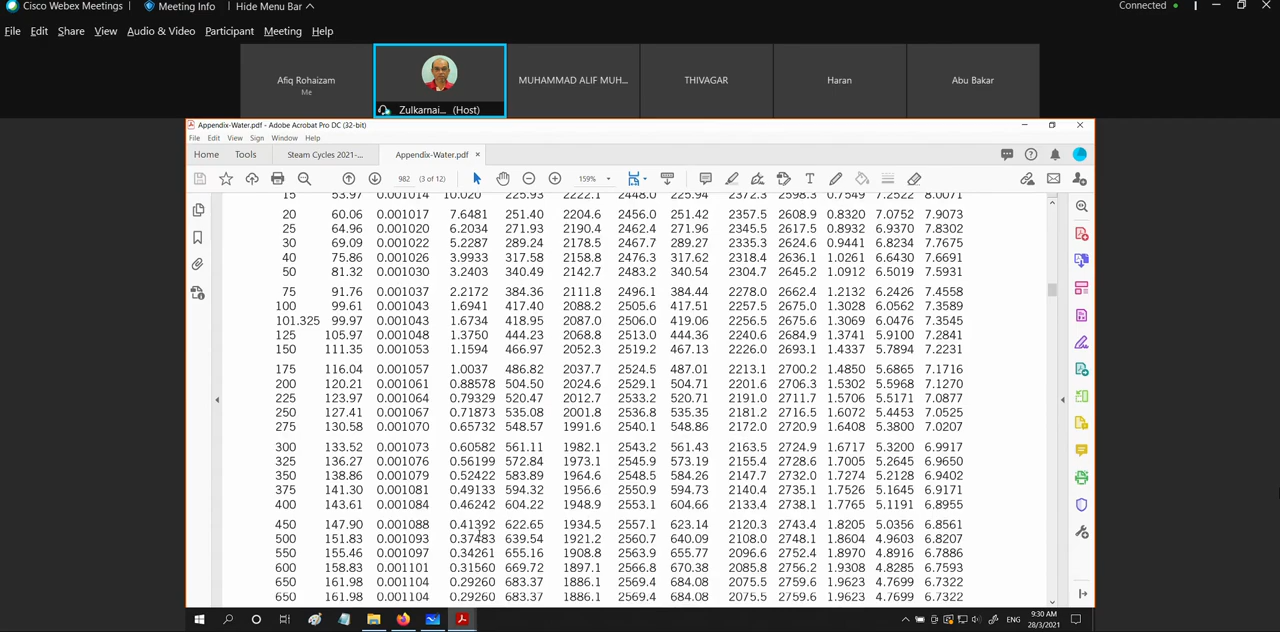 Cisco Webex Meetings | Meeting Info | Hide Menu Bar Connected
File Edit Share View Audio & Video Participant Meeting Help
Afiq Rohaizam
Me
Zulkarnai... (Host)
MUHAMMAD ALIF MUH...
THIVAGAR
Haran
Abu Bakar
Appendix-Water.pdf - Adobe Acrobat Pro DC (32-bit)
File Edit View Sign Window Help
Home Tools Steam Cycles 2021-... Appendix-Water.pdf ×
982 (3 of 12) 159%
15 53.97 0.001014 10.020 225.93 2222.1 2448.0 225.94 2372.3 2598.3 0.7549 7.2522 8.0071
20 60.06 0.001017 7.6481 251.40 2204.6 2456.0 251.42 2357.5 2608.9 0.8320 7.0752 7.9073
25 64.96 0.001020 6.2034 271.93 2190.4 2462.4 271.96 2345.5 2617.5 0.8932 6.9370 7.8302
30 69.09 0.001022 5.2287 289.24 2178.5 2467.7 289.27 2335.3 2624.6 0.9441 6.8234 7.7675
40 75.86 0.001026 3.9933 317.58 2158.8 2476.3 317.62 2318.4 2636.1 1.0261 6.6430 7.6691
50 81.32 0.001030 3.2403 340.49 2142.7 2483.2 340.54 2304.7 2645.2 1.0912 6.5019 7.5931
75 91.76 0.001037 2.2172 384.36 2111.8 2496.1 384.44 2278.0 2662.4 1.2132 6.2426 7.4558
100 99.61 0.001043 1.6941 417.40 2088.2 2505.6 417.51 2257.5 2675.0 1.3028 6.0562 7.3589
101.325 99.97 0.001043 1.6734 418.95 2087.0 2506.0 419.06 2256.5 2675.6 1.3069 6.0476 7.3545
125 105.97 0.001048 1.3750 444.23 2068.8 2513.0 444.36 2240.6 2684.9 1.3741 5.9100 7.2841
150 111.35 0.001053 1.1594 466.97 2052.3 2519.2 467.13 2226.0 2693.1 1.4337 5.7894 7.2231
175 116.04 0.001057 1.0037 486.82 2037.7 2524.5 487.01 2213.1 2700.2 1.4850 5.6865 7.1716
200 120.21 0.001061 0.88578 504.50 2024.6 2529.1 504.71 2201.6 2706.3 1.5302 5.5968 7.1270
225 123.97 0.001064 0.79329 520.47 2012.7 2533.2 520.71 2191.0 2711.7 1.5706 5.5171 7.0877
250 127.41 0.001067 0.71873 535.08 2001.8 2536.8 535.35 2181.2 2716.5 1.6072 5.4453 7.0525
275 130.58 0.001070 0.65732 548.57 1991.6 2540.1 548.86 2172.0 2720.9 1.6408 5.3800 7.0207
300 133.52 0.001073 0.60582 561.11 1982.1 2543.2 561.43 2163.5 2724.9 1.6717 5.3200 6.9917
325 136.27 0.001076 0.56199 572.84 1973.1 2545.9 573.19 2155.4 2728.6 1.7005 5.2645 6.9650
350 138.86 0.001079 0.52422 583.89 1964.6 2548.5 584.26 2147.7 2732.0 1.7274 5.2128 6.9402
375 141.30 0.001081 0.49133 594.32 1956.6 2550.9 594.73 2140.4 2735.1 1.7526 5.1645 6.9171
400 143.61 0.001084 0.46242 604.22 1948.9 2553.1 604.66 2133.4 2738.1 1.7765 5.1191 6.8955
450 147.90 0.001088 0.41392 622.65 1934.5 2557.1 623.14 2120.3 2743.4 1.8205 5.0356 6.8561
500 151.83 0.001093 0.37483 639.54 1921.2 2560.7 640.09 2108.0 2748.1 1.8604 4.9603 6.8207
550 155.46 0.001097 0.34261 655.16 1908.8 2563.9 655.77 2096.6 2752.4 1.8970 4.8916 6.7886
600 158.83 0.001101 0.31560 669.72 1897.1 2566.8 670.38 2085.8 2756.2 1.9308 4.8285 6.7593
650 161.98 0.001104 0.29260 683.37 1886.1 2569.4 684.08 2075.5 2759.6 1.9623 4.7699 6.7322
650 161.98 0.001104 0.29260 683.37 1886.1 2569.4 684.08 2075.5 2759.6 1.9623 4.7699 6.7322
ENG
9:30 AM
28/3/2021